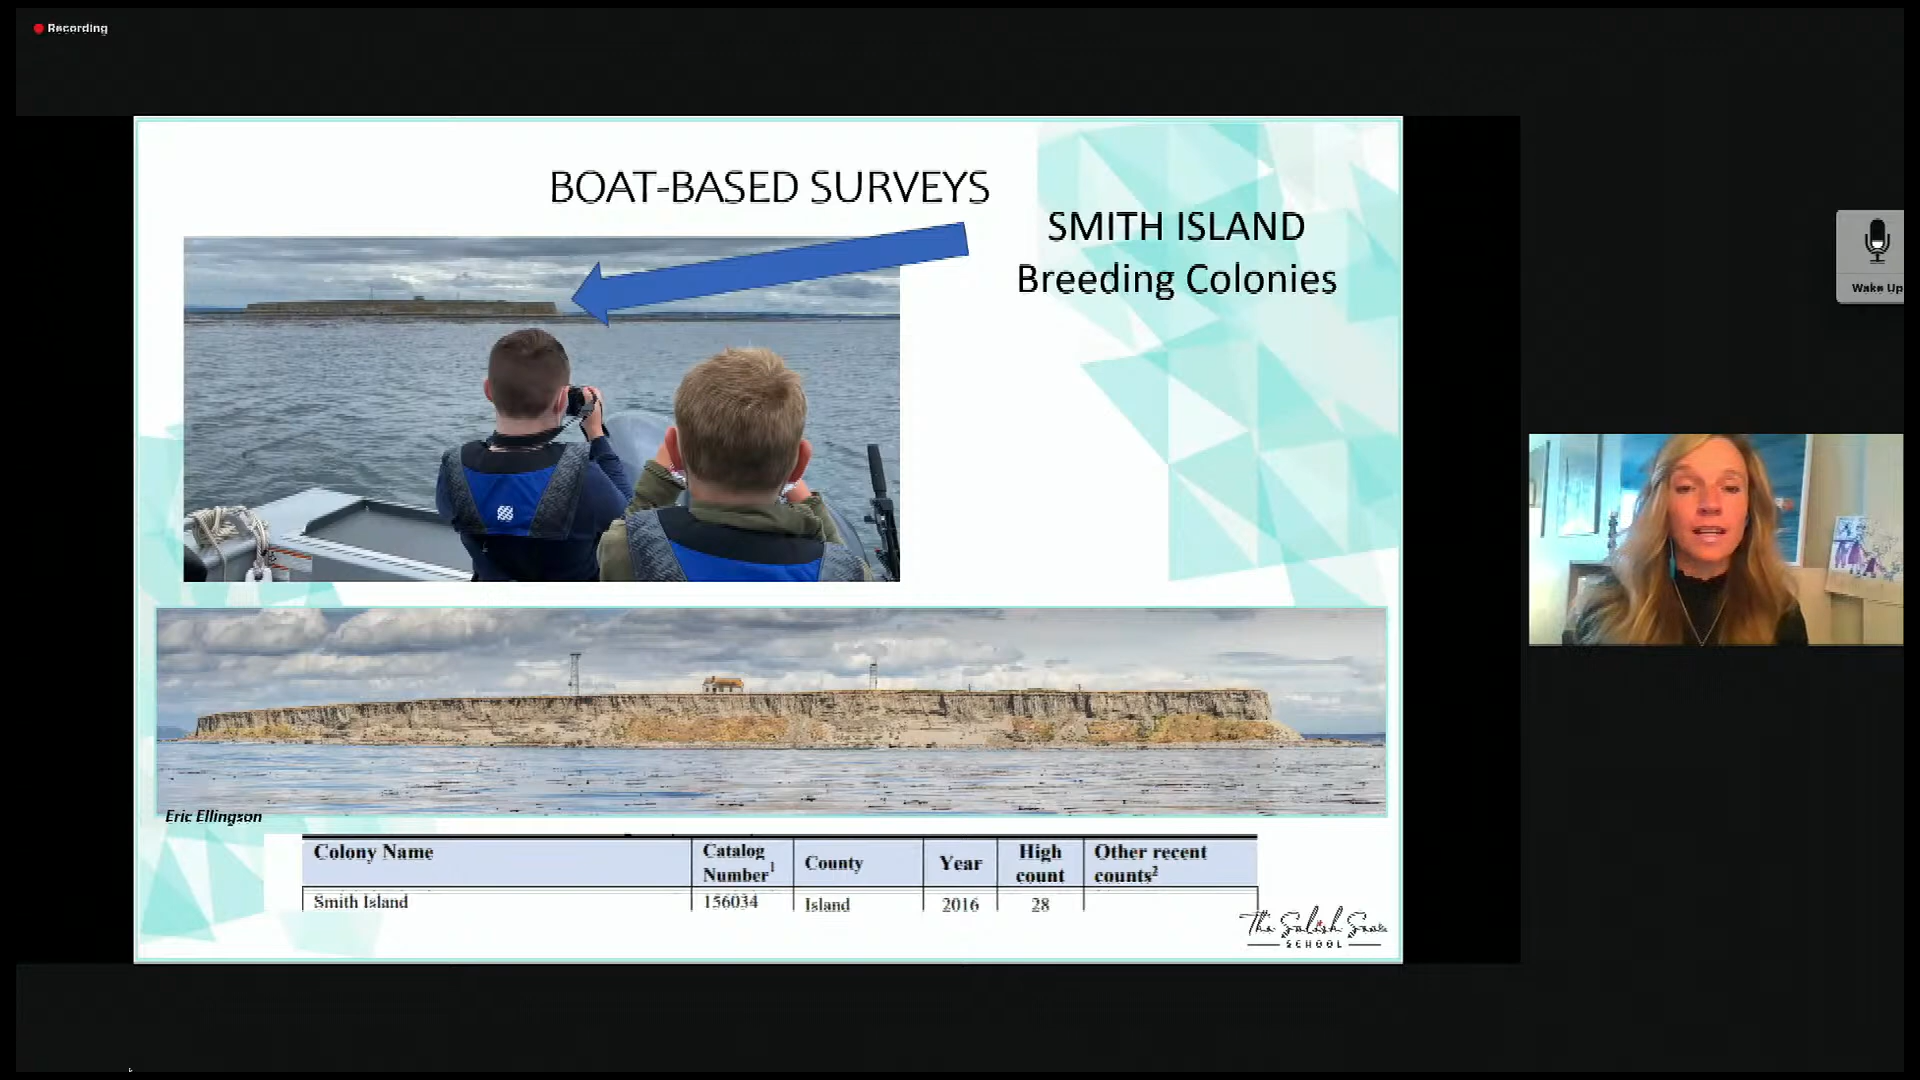 Recording
BOAT-BASED SURVEYS
SMITH ISLAND
Breeding Colonies
Wake Up
Eric Ellingson
Colony Name
Catalog
Number1
County
Year
High
count
Other recent
counts2
Smith Island
156034
Island
2016
28
The Salish Sea
SCHOOL